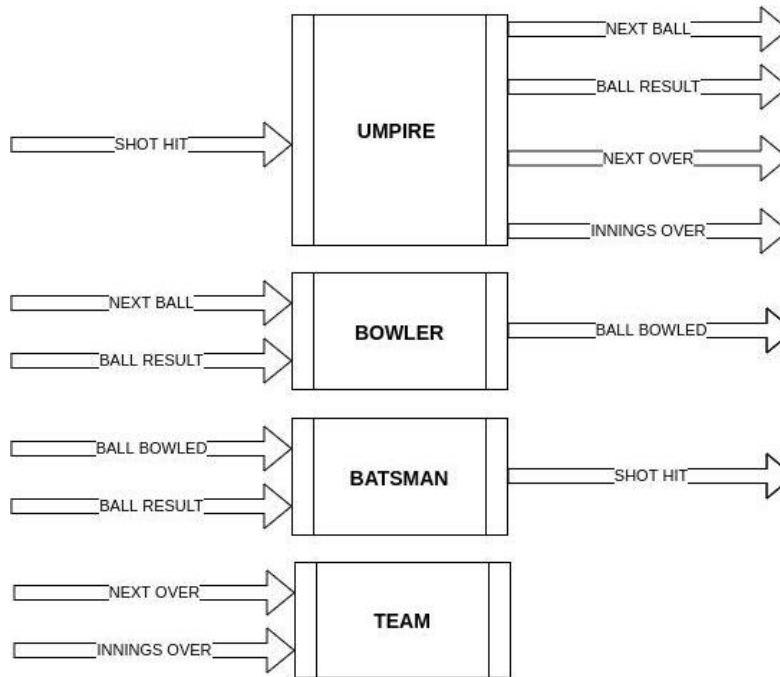 NEXT BALL
BALL RESULT
SHOT HIT
UMPIRE
NEXT OVER
INNINGS OVER
NEXT BALL
BALL RESULT
BOWLER
BALL BOWLED
BALL BOWLED
BALL RESULT
BATSMAN
SHOT HIT
NEXT OVER
INNINGS OVER
TEAM